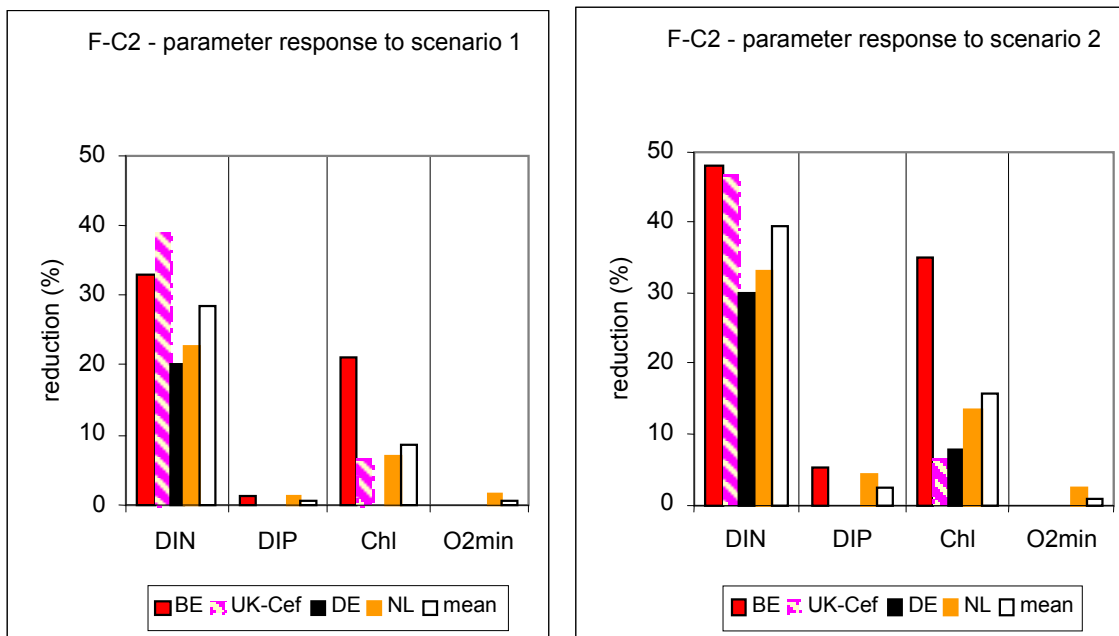 F-C2 - parameter response to scenario 1
reduction (%)
50
40
30
20
10
0
DIN DIP Chl O2min
BE UK-Cef DE NL mean
F-C2 - parameter response to scenario 2
reduction (%)
50
40
30
20
10
0
DIN DIP Chl O2min
BE UK-Cef DE NL mean